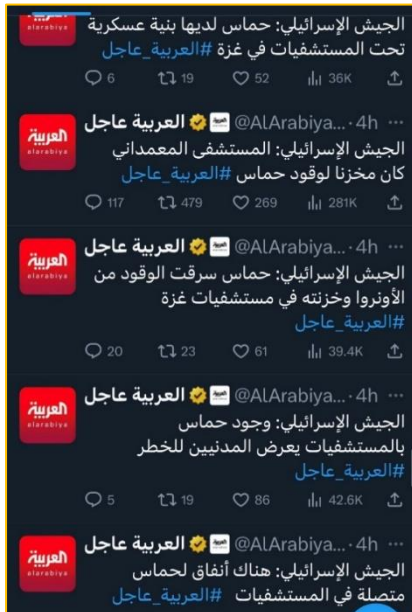 الجيش الإسرائيلي: حماس لديها بنية عسكرية
تحت المستشفيات في غزة #العربية_عاجل
6 19 52 36K
العربية
alarabiya
العربية عاجل @AlArabiya... · 4h
الجيش الإسرائيلي: المستشفى المعمداني
كان مخزنا لوقود حماس #العربية_عاجل
117 479 269 281K
العربية
alarabiya
العربية عاجل @AlArabiya... · 4h
الجيش الإسرائيلي: حماس سرقت الوقود من
الأونروا وخزنته في مستشفيات غزة
#العربية_عاجل
20 23 61 39.4K
العربية
alarabiya
العربية عاجل @AlArabiya... · 4h
الجيش الإسرائيلي: وجود حماس
بالمستشفيات يعرض المدنيين للخطر
#العربية_عاجل
5 19 86 42.6K
العربية
alarabiya
العربية عاجل @AlArabiya... · 4h
الجيش الإسرائيلي: هناك أنفاق لحماس
متصلة في المستشفيات #العربية_عاجل